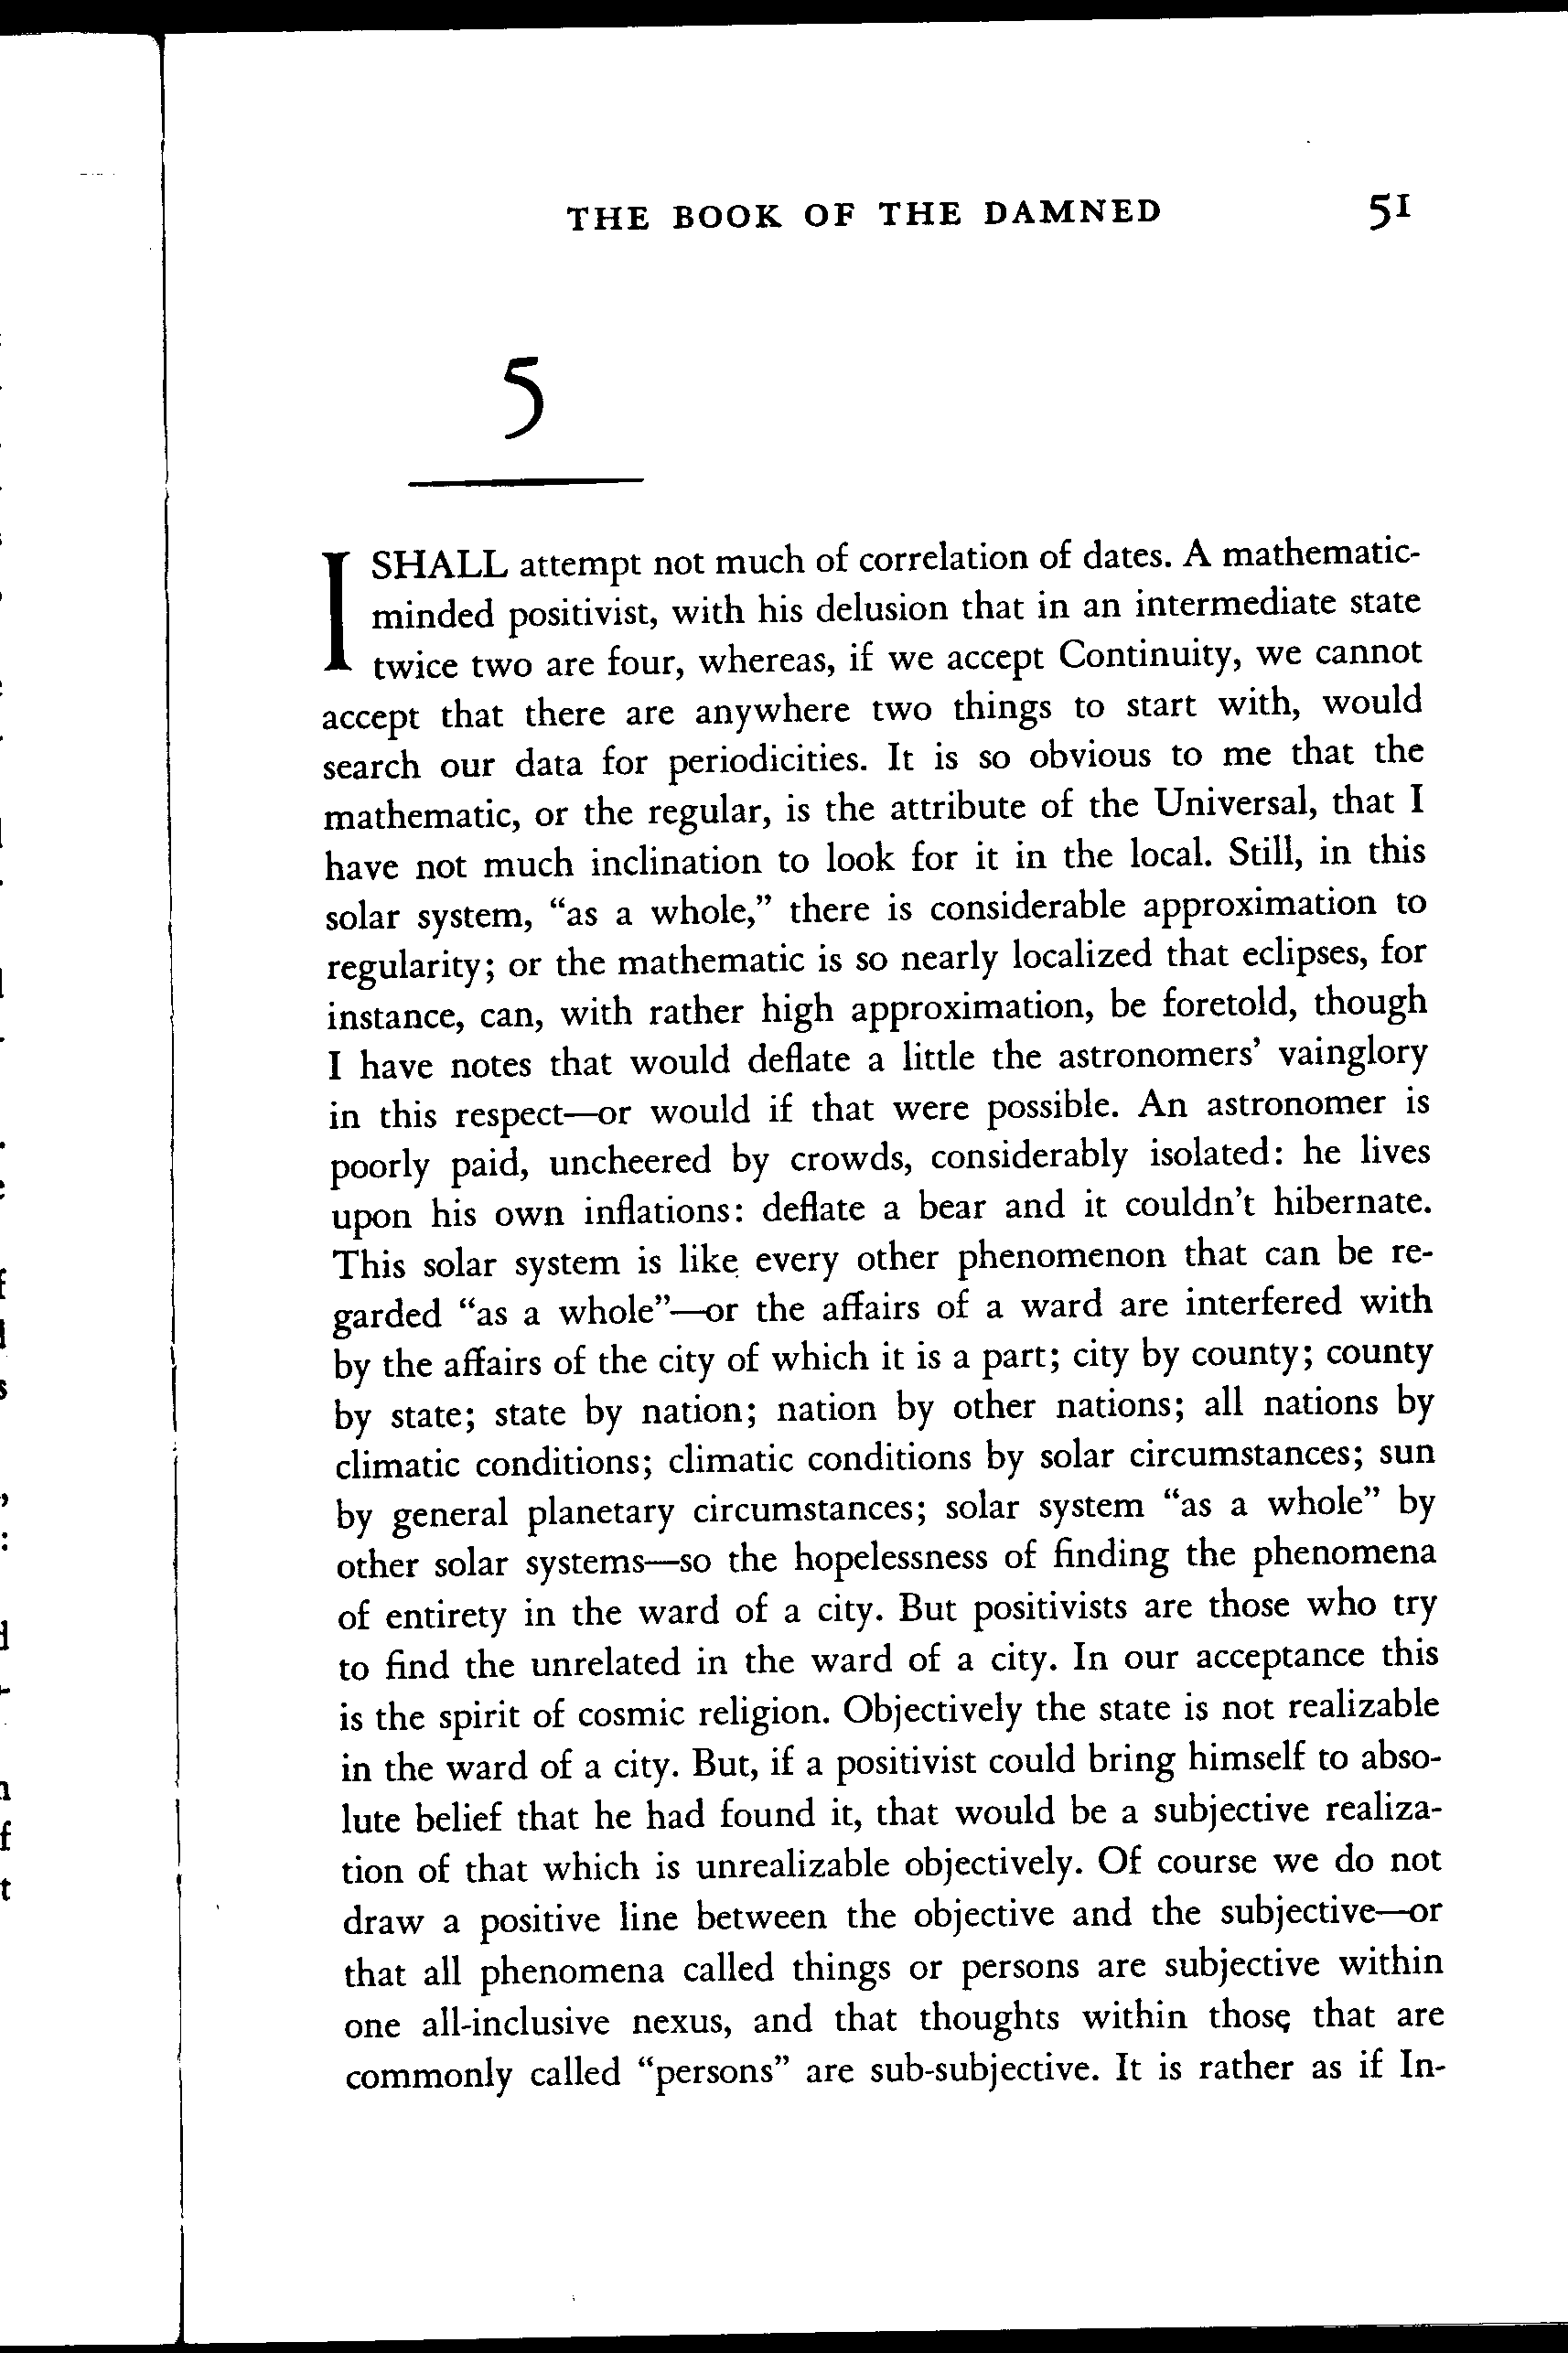 THE BOOK OF THE DAMNED 51
5
I SHALL attempt not much of correlation of dates. A mathematic-
minded positivist, with his delusion that in an intermediate state
twice two are four, whereas, if we accept Continuity, we cannot
accept that there are anywhere two things to start with, would
search our data for periodicities. It is so obvious to me that the
mathematic, or the regular, is the attribute of the Universal, that I
have not much inclination to look for it in the local. Still, in this
solar system, “as a whole,” there is considerable approximation to
regularity; or the mathematic is so nearly localized that eclipses, for
instance, can, with rather high approximation, be foretold, though
I have notes that would deflate a little the astronomers’ vainglory
in this respect—or would if that were possible. An astronomer is
poorly paid, uncheered by crowds, considerably isolated: he lives
upon his own inflations: deflate a bear and it couldn’t hibernate.
This solar system is like every other phenomenon that can be re-
garded “as a whole”—or the affairs of a ward are interfered with
by the affairs of the city of which it is a part; city by county; county
by state; state by nation; nation by other nations; all nations by
climatic conditions; climatic conditions by solar circumstances; sun
by general planetary circumstances; solar system “as a whole” by
other solar systems—so the hopelessness of finding the phenomena
of entirety in the ward of a city. But positivists are those who try
to find the unrelated in the ward of a city. In our acceptance this
is the spirit of cosmic religion. Objectively the state is not realizable
in the ward of a city. But, if a positivist could bring himself to abso-
lute belief that he had found it, that would be a subjective realiza-
tion of that which is unrealizable objectively. Of course we do not
draw a positive line between the objective and the subjective—or
that all phenomena called things or persons are subjective within
one all-inclusive nexus, and that thoughts within those that are
commonly called “persons” are sub-subjective. It is rather as if In-